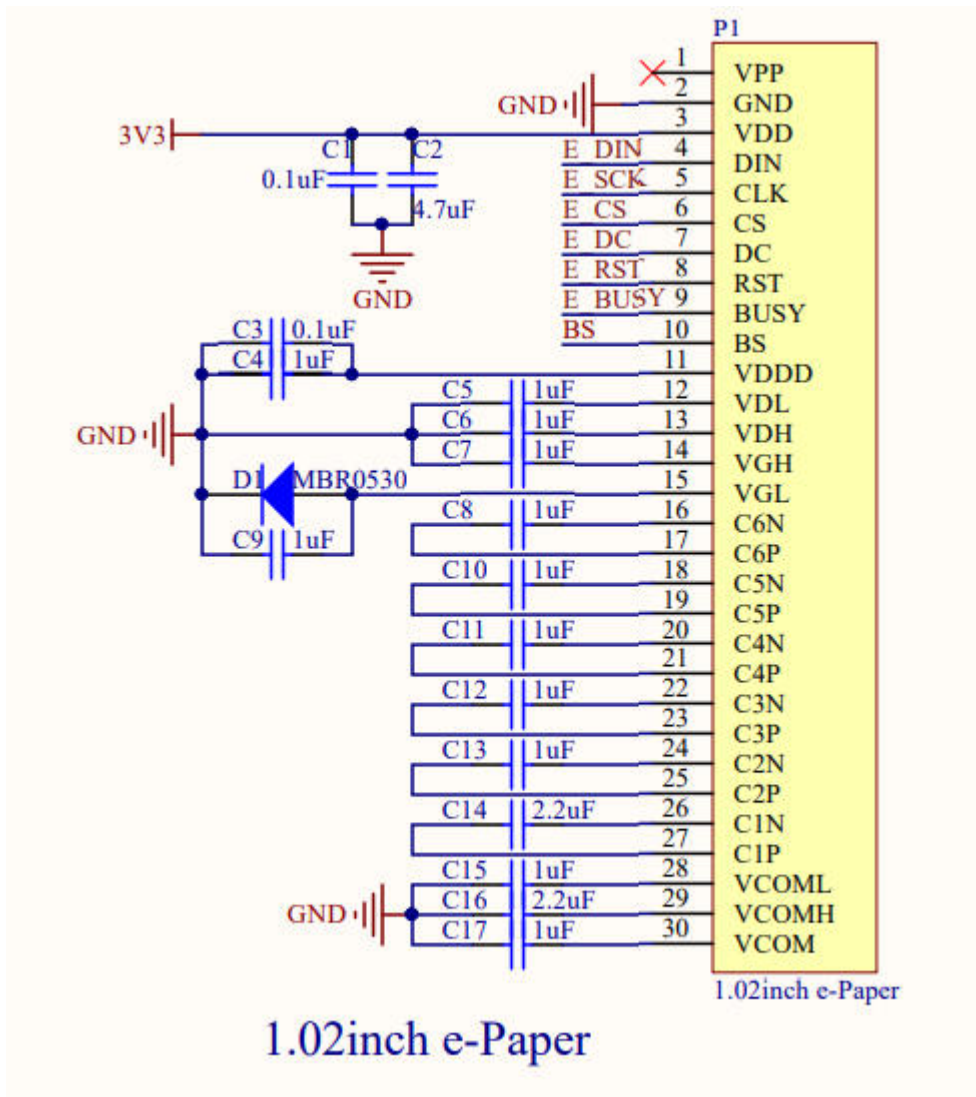 P1
1 VPP
GND 2 GND
3V3 3 VDD
C1 C2 E_DIN 4 DIN
0.1uF E_SCK 5 CLK
4.7uF E_CS 6 CS
E_DC 7 DC
GND E_RST 8 RST
E_BUSY 9 BUSY
C3 0.1uF BS 10 BS
C4 1uF 11 VDDD
C5 1uF 12 VDL
GND C6 1uF 13 VDH
C7 1uF 14 VGH
D1 MBR0530 15 VGL
C8 1uF 16 C6N
C9 1uF 17 C6P
C10 1uF 18 C5N
19 C5P
C11 1uF 20 C4N
21 C4P
C12 1uF 22 C3N
23 C3P
C13 1uF 24 C2N
25 C2P
C14 2.2uF 26 C1N
27 C1P
C15 1uF 28 VCOML
GND C16 2.2uF 29 VCOMH
C17 1uF 30 VCOM
1.02inch e-Paper
1.02inch e-Paper